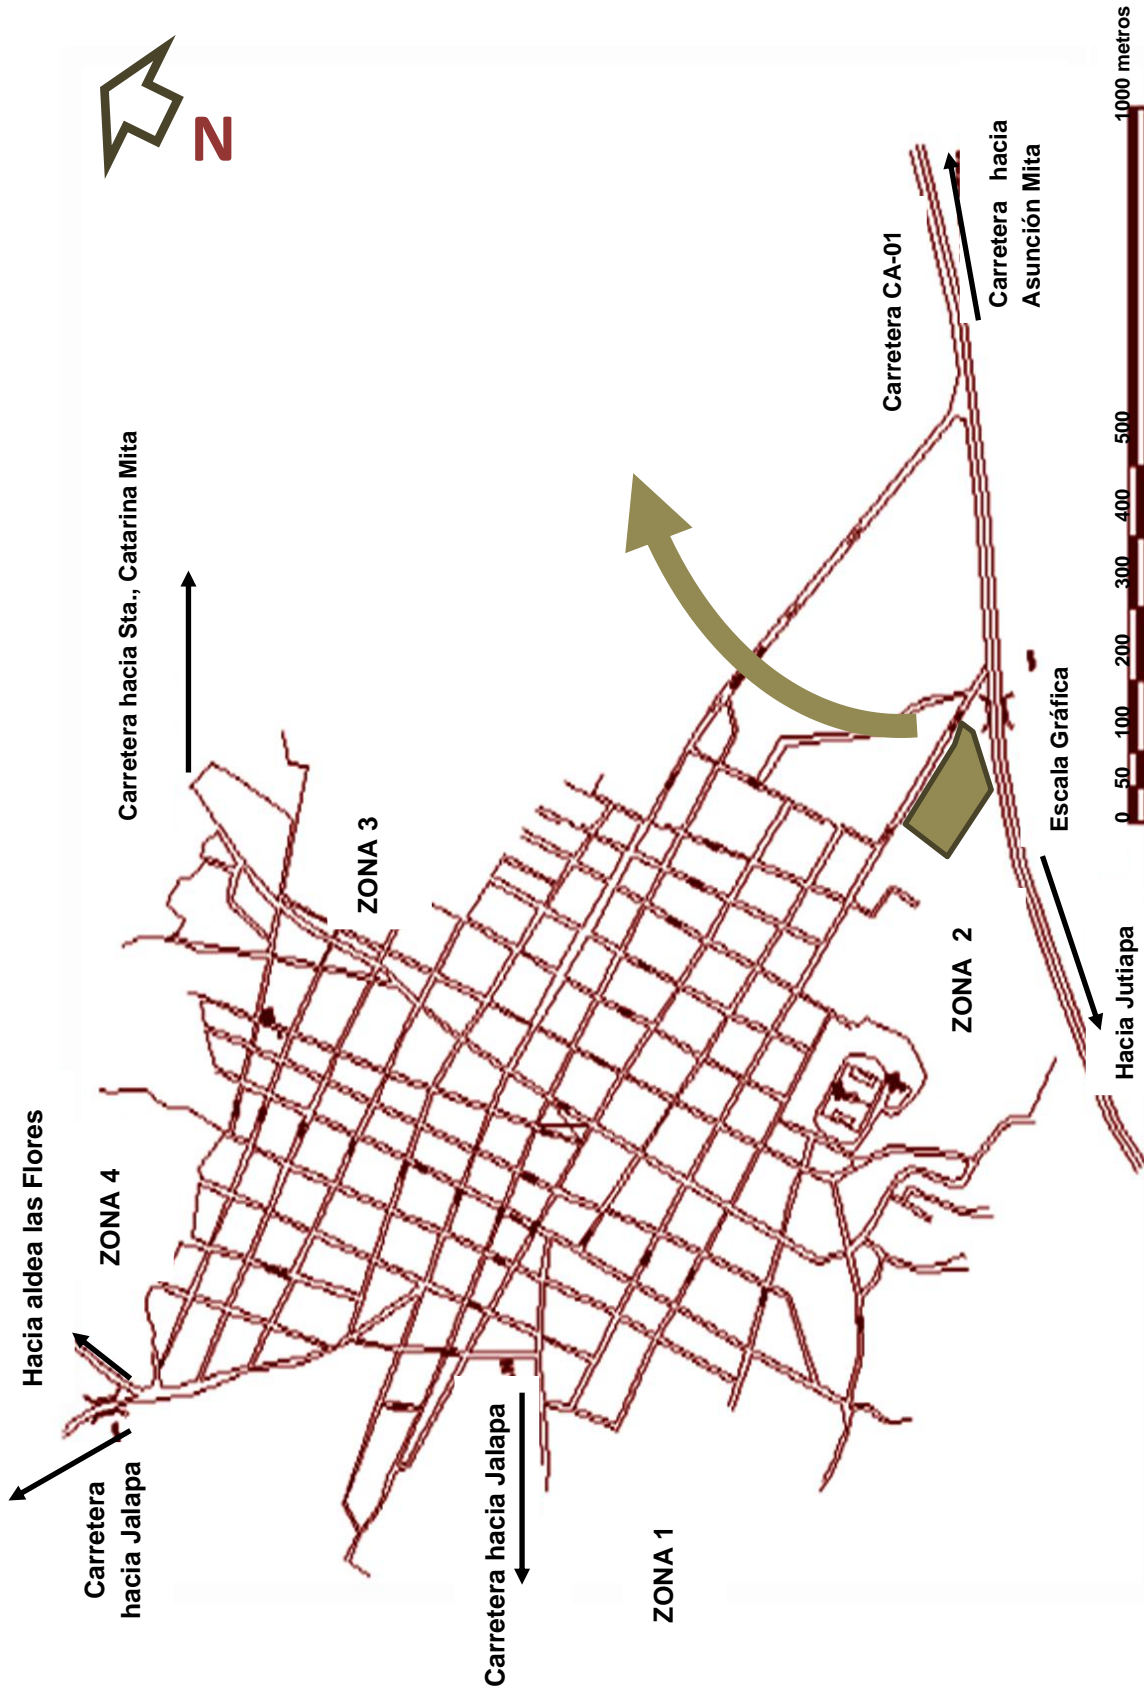 Hacia aldea las Flores
ZONA 4
Carretera
hacia Jalapa
Carretera hacia Sta., Catarina Mita
N
ZONA 3
Carretera hacia Jalapa
ZONA 1
Carretera CA-01
Carretera hacia
Asunción Mita
ZONA 2
Escala Gráfica
Hacia Jutiapa
0 50 100 200 300 400 500 1000 metros